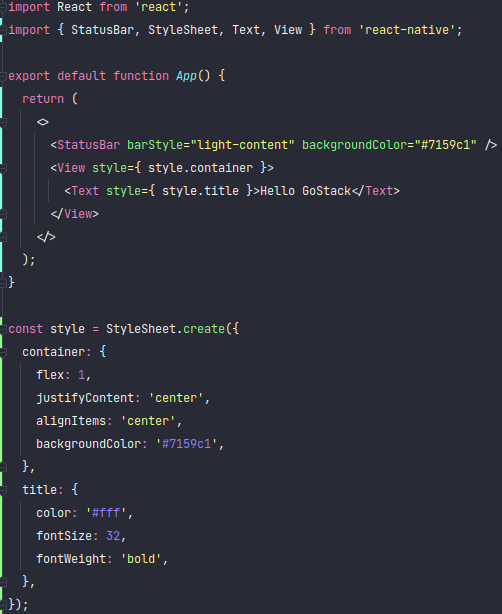 import React from 'react';
import { StatusBar, StyleSheet, Text, View } from 'react-native';

export default function App() {
  return (
    <>
      <StatusBar barStyle="light-content" backgroundColor="#7159c1" />
      <View style={ style.container }>
        <Text style={ style.title }>Hello GoStack</Text>
      </View>
    </>
  );
}

const style = StyleSheet.create({
  container: {
    flex: 1,
    justifyContent: 'center',
    alignItems: 'center',
    backgroundColor: '#7159c1',
  },
  title: {
    color: '#fff',
    fontSize: 32,
    fontWeight: 'bold',
  },
});